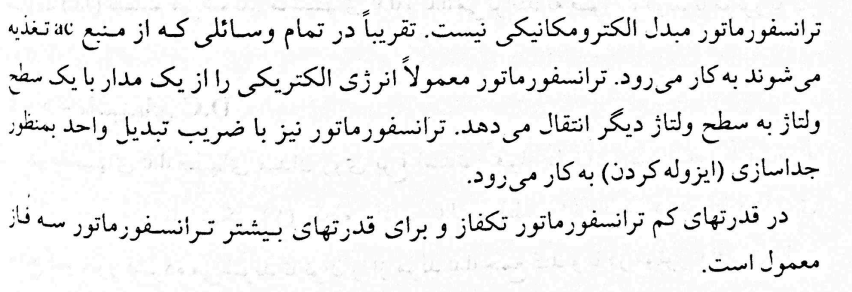 ترانسفورماتور مبدل الکترومکانیکی نیست. تقریباً در تمام وسائلی که از منبع ac تغذیه
می‌شوند به کار می‌رود. ترانسفورماتور معمولاً انرژی الکتریکی را از یک مدار با یک سطح
ولتاژ به سطح ولتاژ دیگر انتقال می‌دهد. ترانسفورماتور نیز با ضریب تبدیل واحد بمنظور
جداسازی (ایزوله کردن) به کار می‌رود.
در قدرتهای کم ترانسفورماتور تکفاز و برای قدرتهای بیشتر ترانسفورماتور سه فاز
معمول است.